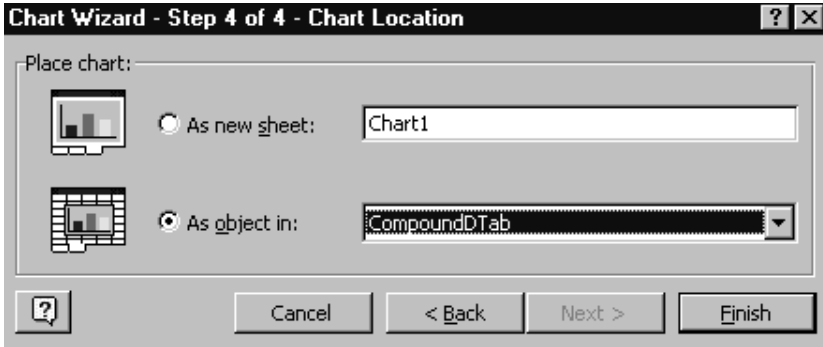 Chart Wizard - Step 4 of 4 - Chart Location ? X
Place chart:
As new sheet: Chart1
As object in: CompoundDTab
? Cancel < Back Next > Finish